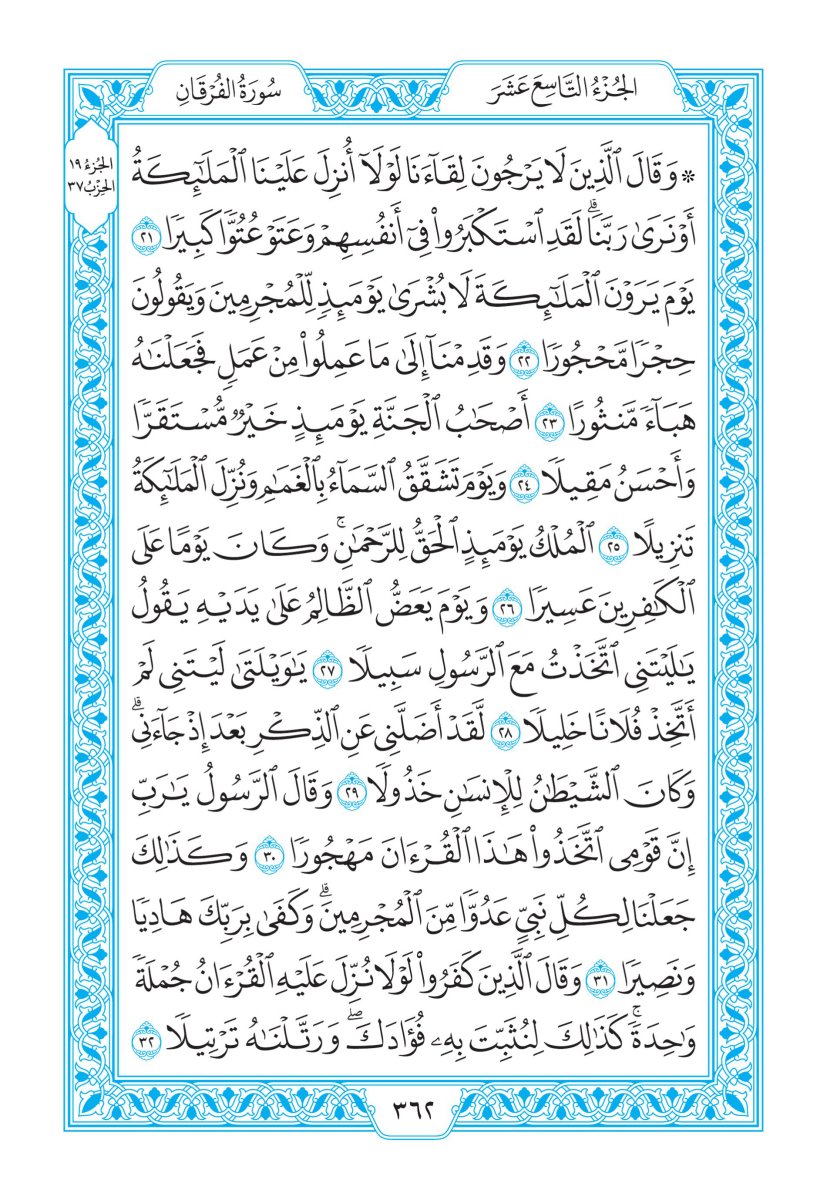 الجُزْءُ التَّاسِعَ عَشَرَ
سُورَةُ الفُرْقَانِ
الجُزْءُ ١٩
الحِزْبُ ٣٧
۞ وَقَالَ ٱلَّذِينَ لَا يَرْجُونَ لِقَآءَنَا لَوْلَآ أُنزِلَ عَلَيْنَا ٱلْمَلَٰٓئِكَةُ
أَوْ نَرَىٰ رَبَّنَاۗ لَقَدِ ٱسْتَكْبَرُوا۟ فِىٓ أَنفُسِهِمْ وَعَتَوْ عُتُوًّا كَبِيرًا ٢١
يَوْمَ يَرَوْنَ ٱلْمَلَٰٓئِكَةَ لَا بُشْرَىٰ يَوْمَئِذٍ لِّلْمُجْرِمِينَ وَيَقُولُونَ
حِجْرًا مَّحْجُورًا ٢٢ وَقَدِمْنَآ إِلَىٰ مَا عَمِلُوا۟ مِنْ عَمَلٍ فَجَعَلْنَٰهُ
هَبَآءً مَّنثُورًا ٢٣ أَصْحَٰبُ ٱلْجَنَّةِ يَوْمَئِذٍ خَيْرٌ مُّسْتَقَرًّا
وَأَحْسَنُ مَقِيلًا ٢٤ وَيَوْمَ تَشَقَّقُ ٱلسَّمَآءُ بِٱلْغَمَٰمِ وَنُزِّلَ ٱلْمَلَٰٓئِكَةُ
تَنزِيلًا ٢٥ ٱلْمُلْكُ يَوْمَئِذٍ ٱلْحَقُّ لِلرَّحْمَٰنِۚ وَكَانَ يَوْمًا عَلَى
ٱلْكَٰفِرِينَ عَسِيرًا ٢٦ وَيَوْمَ يَعَضُّ ٱلظَّالِمُ عَلَىٰ يَدَيْهِ يَقُولُ
يَٰلَيْتَنِى ٱتَّخَذْتُ مَعَ ٱلرَّسُولِ سَبِيلًا ٢٧ يَٰوَيْلَتَىٰ لَيْتَنِى لَمْ
أَتَّخِذْ فُلَانًا خَلِيلًا ٢٨ لَّقَدْ أَضَلَّنِى عَنِ ٱلذِّكْرِ بَعْدَ إِذْ جَآءَنِىۗ
وَكَانَ ٱلشَّيْطَٰنُ لِلْإِنسَٰنِ خَذُولًا ٢٩ وَقَالَ ٱلرَّسُولُ يَٰرَبِّ
إِنَّ قَوْمِى ٱتَّخَذُوا۟ هَٰذَا ٱلْقُرْءَانَ مَهْجُورًا ٣٠ وَكَذَٰلِكَ
جَعَلْنَا لِكُلِّ نَبِىٍّ عَدُوًّا مِّنَ ٱلْمُجْرِمِينَۗ وَكَفَىٰ بِرَبِّكَ هَادِيًا
وَنَصِيرًا ٣١ وَقَالَ ٱلَّذِينَ كَفَرُوا۟ لَوْلَا نُزِّلَ عَلَيْهِ ٱلْقُرْءَانُ جُمْلَةً
وَٰحِدَةًۚ كَذَٰلِكَ لِنُثَبِّتَ بِهِۦ فُؤَادَكَۖ وَرَتَّلْنَٰهُ تَرْتِيلًا ٣٢
٣٦٢